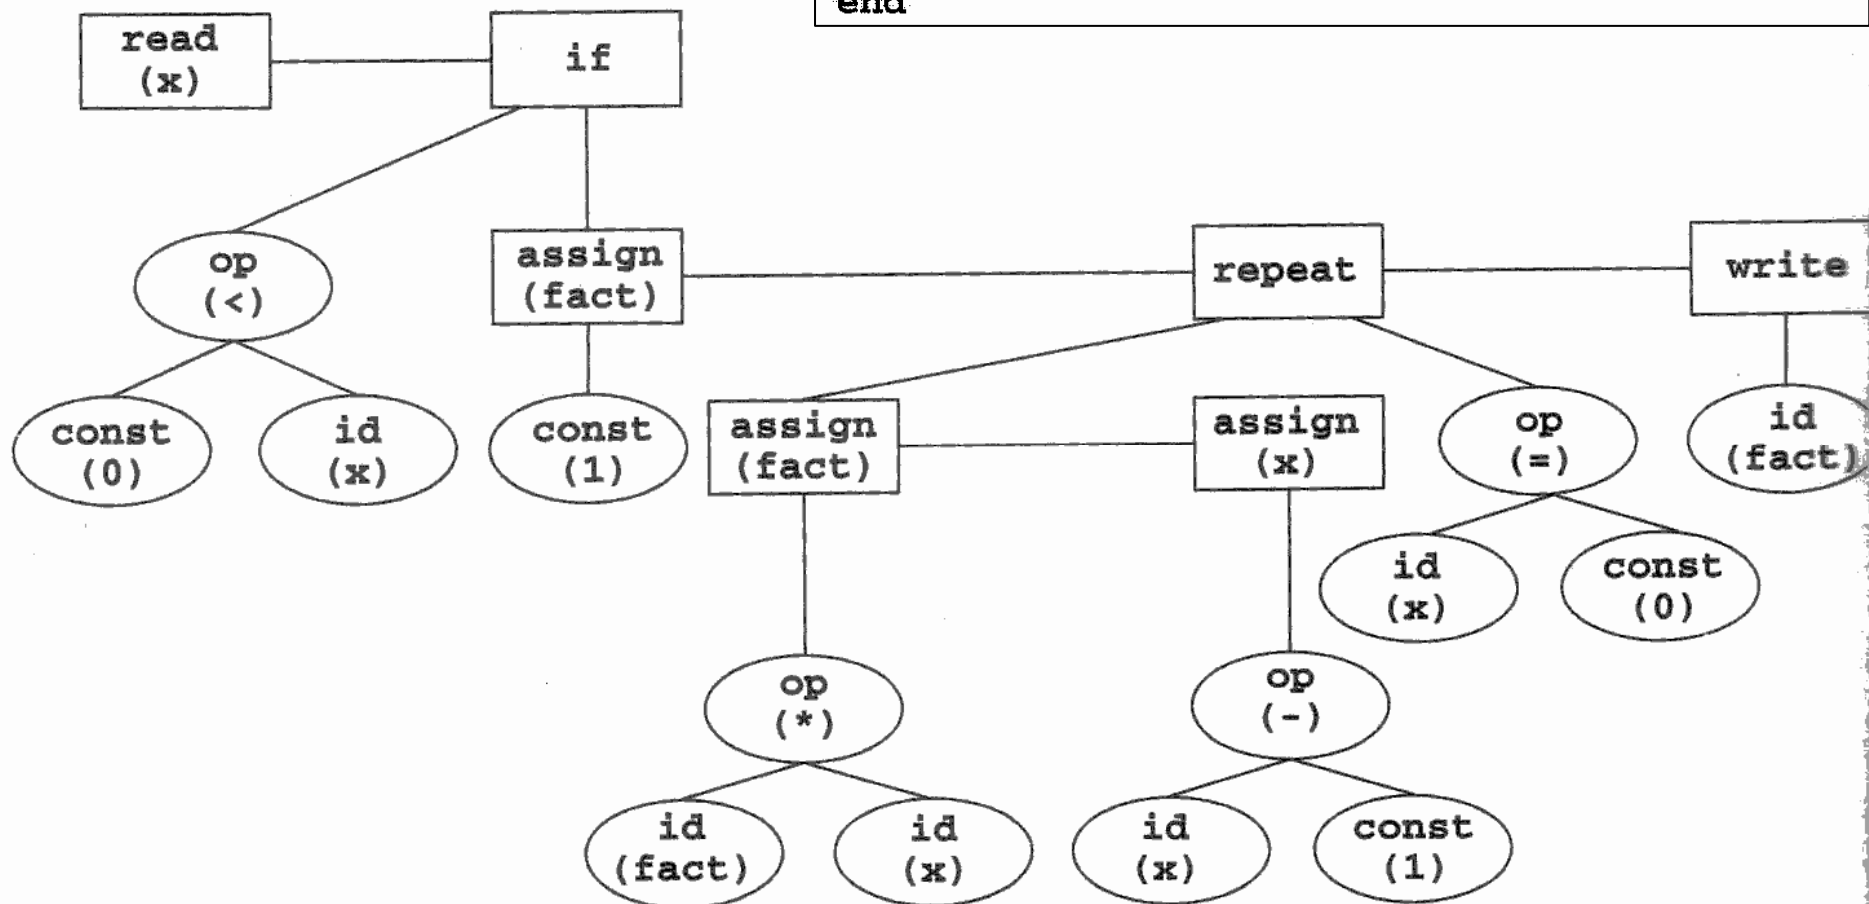 end
read
(x)
if
op
(<)
assign
(fact)
repeat
write
const
(0)
id
(x)
const
(1)
assign
(fact)
assign
(x)
op
(=)
id
(fact)
id
(x)
const
(0)
op
(*)
op
(-)
id
(fact)
id
(x)
id
(x)
const
(1)